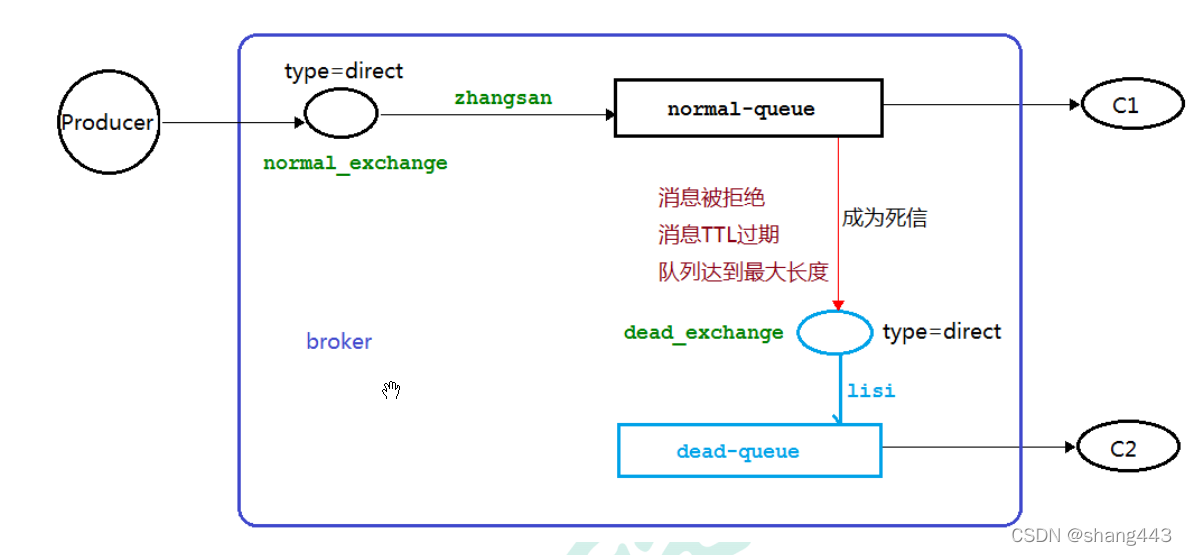 type=direct
zhangsan
Producer
normal-queue
C1
normal_exchange
消息被拒绝
成为死信
消息TTL过期
队列达到最大长度
dead_exchange
type=direct
broker
lisi
dead-queue
C2
CSDN @shang443